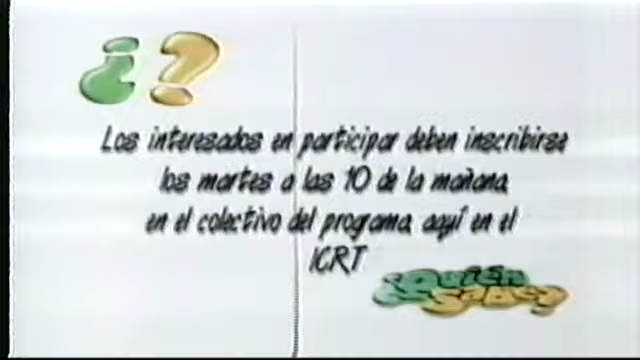 ¿?
Los interesados en participar deben inscribirse
los martes a las 10 de la mañana,
en el colectivo del programa, aquí en el
ICRT
¿Quién
Sabe?